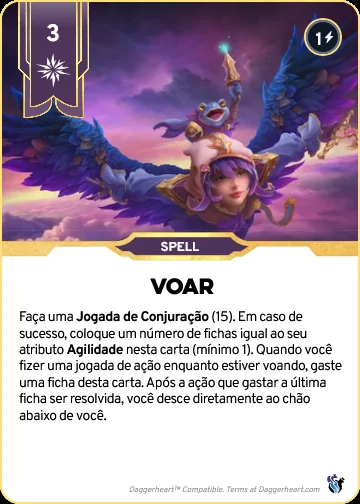 3
1
SPELL
VOAR
Faça uma Jogada de Conjuração (15). Em caso de
sucesso, coloque um número de fichas igual ao seu
atributo Agilidade nesta carta (mínimo 1). Quando você
fizer uma jogada de ação enquanto estiver voando, gaste
uma ficha desta carta. Após a ação que gastar a última
ficha ser resolvida, você desce diretamente ao chão
abaixo de você.
Daggerheart™ Compatible. Terms at Daggerheart.com